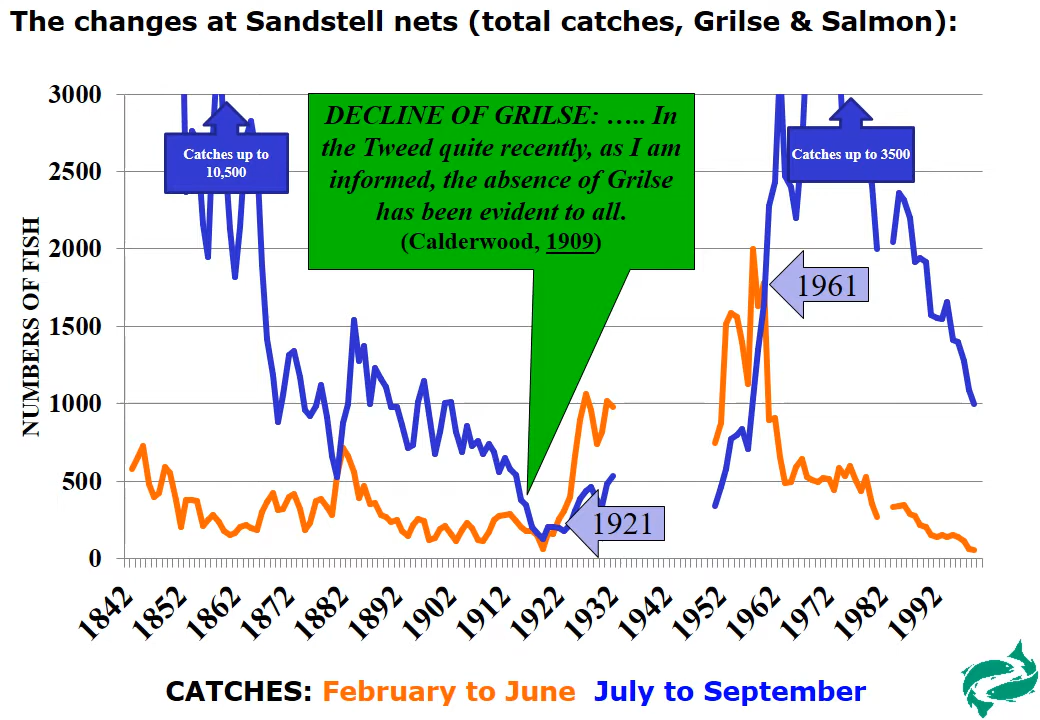 The changes at Sandstell nets (total catches, Grilse & Salmon):
3000
2500
2000
1500
1000
500
0
NUMBERS OF FISH
Catches up to
10,500
DECLINE OF GRILSE: ….. In
the Tweed quite recently, as I am
informed, the absence of Grilse
has been evident to all.
(Calderwood, 1909)
Catches up to 3500
1961
1921
1842
1852
1862
1872
1882
1892
1902
1912
1922
1932
1942
1952
1962
1972
1982
1992
CATCHES: February to June July to September